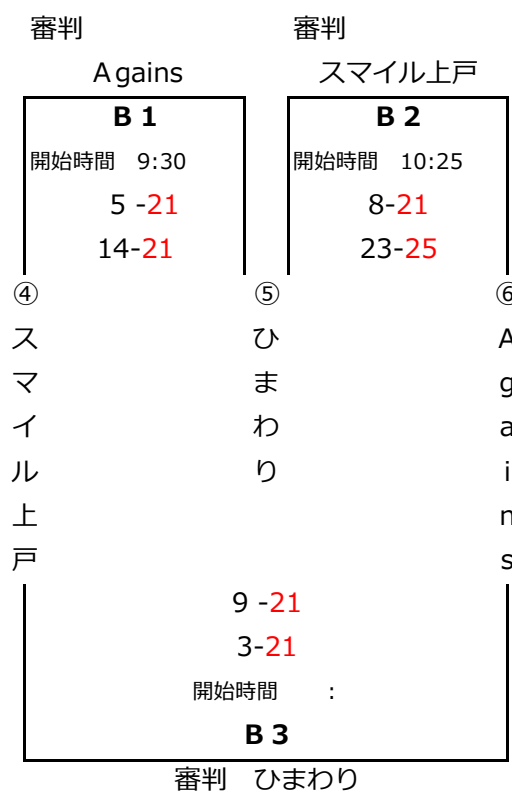 審判 審判
Agains スマイル上戸
B 1 B 2
開始時間 9:30 開始時間 10:25
5 -21 8-21
14-21 23-25
④ ⑤ ⑥
スマイル上戸
ひまわり
Agains
9 -21
3-21
開始時間 :
B 3
審判 ひまわり